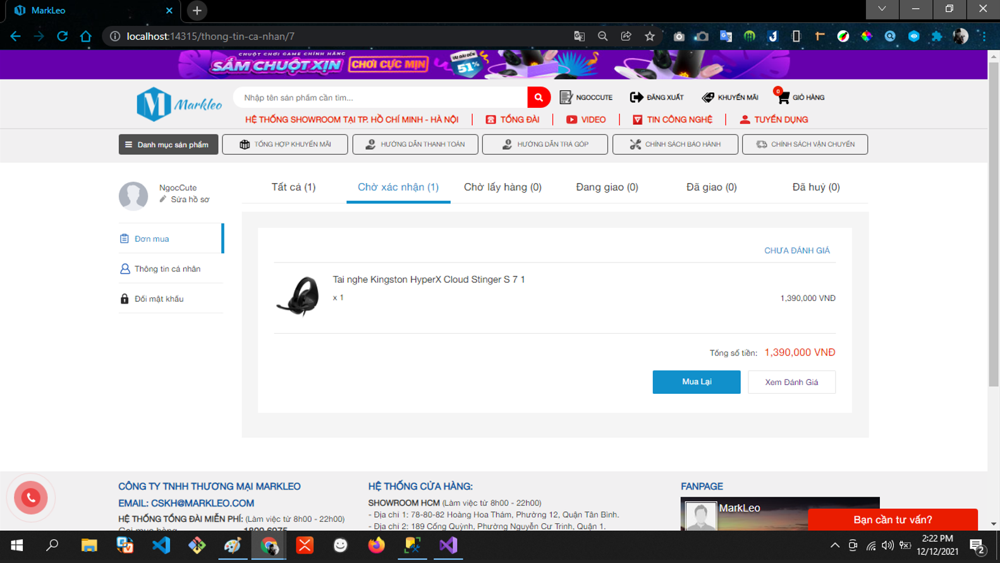 MarkLeo
localhost:14315/thong-tin-ca-nhan/7
CHUỘT CHƠI GAME CHÍNH HÃNG
SẮM CHUỘT XỊN
CHƠI CỰC MỊN
ƯU ĐÃI ĐẾN
51%
Markleo
Nhập tên sản phẩm cần tìm...
NGOCCUTE
ĐĂNG XUẤT
KHUYẾN MÃI
0
GIỎ HÀNG
HỆ THỐNG SHOWROOM TẠI TP. HỒ CHÍ MINH - HÀ NỘI
TỔNG ĐÀI
VIDEO
TIN CÔNG NGHỆ
TUYỂN DỤNG
Danh mục sản phẩm
TỔNG HỢP KHUYẾN MÃI
HƯỚNG DẪN THANH TOÁN
HƯỚNG DẪN TRẢ GÓP
CHÍNH SÁCH BẢO HÀNH
CHÍNH SÁCH VẬN CHUYỂN
NgocCute
Sửa hồ sơ
Tất cả (1)
Chờ xác nhận (1)
Chờ lấy hàng (0)
Đang giao (0)
Đã giao (0)
Đã huỷ (0)
Đơn mua
Thông tin cá nhân
Đổi mật khẩu
CHƯA ĐÁNH GIÁ
Tai nghe Kingston HyperX Cloud Stinger S 7 1
x 1
1,390,000 VNĐ
Tổng số tiền: 1,390,000 VNĐ
Mua Lại
Xem Đánh Giá
CÔNG TY TNHH THƯƠNG MẠI MARKLEO
EMAIL: CSKH@MARKLEO.COM
HỆ THỐNG TỔNG ĐÀI MIỄN PHÍ: (Làm việc từ 8h00 - 22h00)
Gọi mua hàng 1800 6975
HỆ THỐNG CỬA HÀNG:
SHOWROOM HCM (Làm việc từ 8h00 - 22h00)
- Địa chỉ 1: 78-80-82 Hoàng Hoa Thám, Phường 12, Quận Tân Bình.
- Địa chỉ 2: 189 Cống Quỳnh, Phường Nguyễn Cư Trinh, Quận 1.
FANPAGE
MarkLeo
Bạn cần tư vấn?
2:22 PM
12/12/2021
2